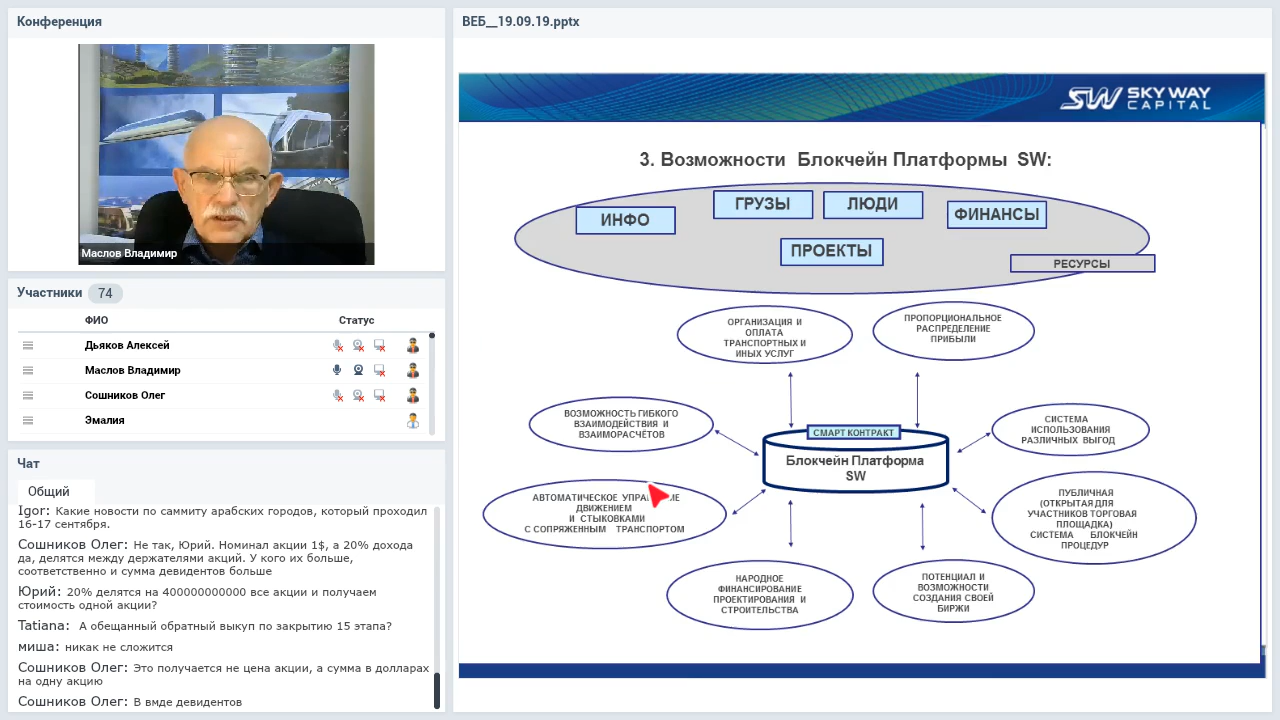 Конференция
Маслов Владимир
Участники 74
ФИО Статус
Дьяков Алексей
Маслов Владимир
Сошников Олег
Эмалия
Чат
Общий
Igor: Какие новости по саммиту арабских городов, который проходил
16-17 сентября.
Сошников Олег: Не так, Юрий. Номинал акции 1$, а 20% дохода
да, делятся между держателями акций. У кого их больше,
соответственно и сумма девидентов больше
Юрий: 20% делятся на 400000000000 все акции и получаем
стоимость одной акции?
Tatiana: А обещанный обратный выкуп по закрытию 15 этапа?
миша: никак не сложится
Сошников Олег: Это получается не цена акции, а сумма в долларах
на одну акцию
Сошников Олег: В вмде девидентов
ВЕБ__19.09.19.pptx
SW SKY WAY
CAPITAL
3. Возможности Блокчейн Платформы SW:
ИНФО
ГРУЗЫ
ЛЮДИ
ФИНАНСЫ
ПРОЕКТЫ
РЕСУРСЫ
ОРГАНИЗАЦИЯ И
ОПЛАТА
ТРАНСПОРТНЫХ И
ИНЫХ УСЛУГ
ПРОПОРЦИОНАЛЬНОЕ
РАСПРЕДЕЛЕНИЕ
ПРИБЫЛИ
ВОЗМОЖНОСТЬ ГИБКОГО
ВЗАИМОДЕЙСТВИЯ И
ВЗАИМОРАСЧЁТОВ
СИСТЕМА
ИСПОЛЬЗОВАНИЯ
РАЗЛИЧНЫХ ВЫГОД
СМАРТ КОНТРАКТ
Блокчейн Платформа
SW
АВТОМАТИЧЕСКОЕ
ДВИЖЕНИЕМ
И СТЫКОВКАМИ
С СОПРЯЖЕННЫМ ТРАНСПОРТОМ
ПУБЛИЧНАЯ
(ОТКРЫТАЯ ДЛЯ
УЧАСТНИКОВ ТОРГОВАЯ
ПЛОЩАДКА)
СИСТЕМА БЛОКЧЕЙН
ПРОЦЕДУР
НАРОДНОЕ
ФИНАНСИРОВАНИЕ
ПРОЕКТИРОВАНИЯ И
СТРОИТЕЛЬСТВА
ПОТЕНЦИАЛ И
ВОЗМОЖНОСТИ
СОЗДАНИЯ СВОЕЙ
БИРЖИ